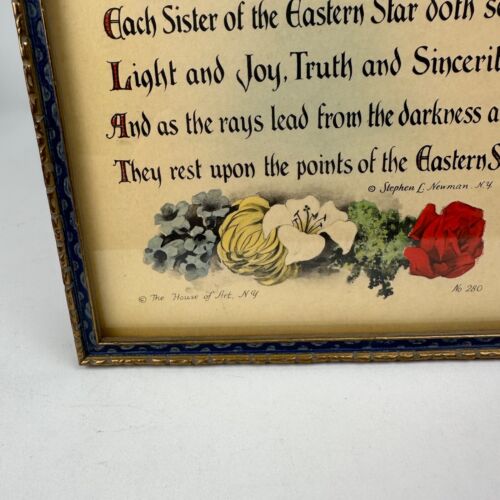 Each Sister of the Eastern Star doth
Light and Joy, Truth and
And as the rays lead from the darkness
They rest upon the points of the Eastern
© Stephen L. Newman. N.Y.
© The House of Art, N.Y.
No 280